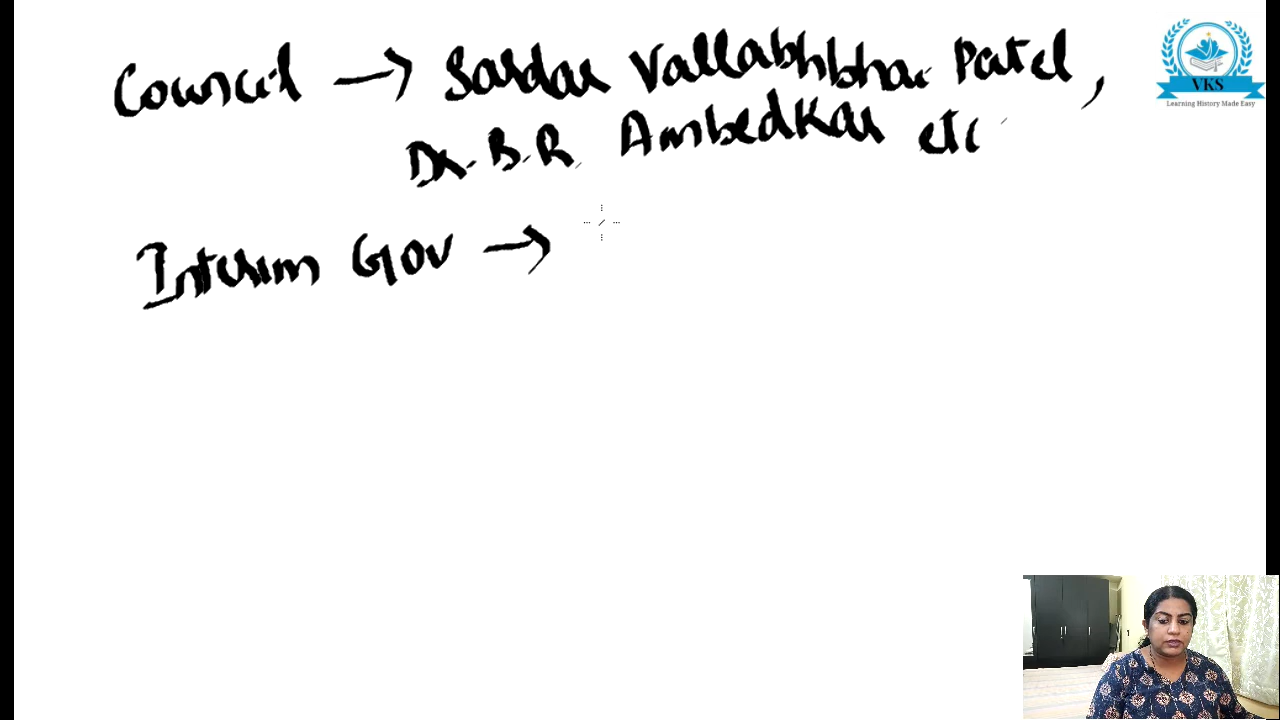 Council → Sardar Vallabhbhai Patel,
Dr. B. R. Ambedkar etc.
Interim Gov →
VKS
Learning History Made Easy